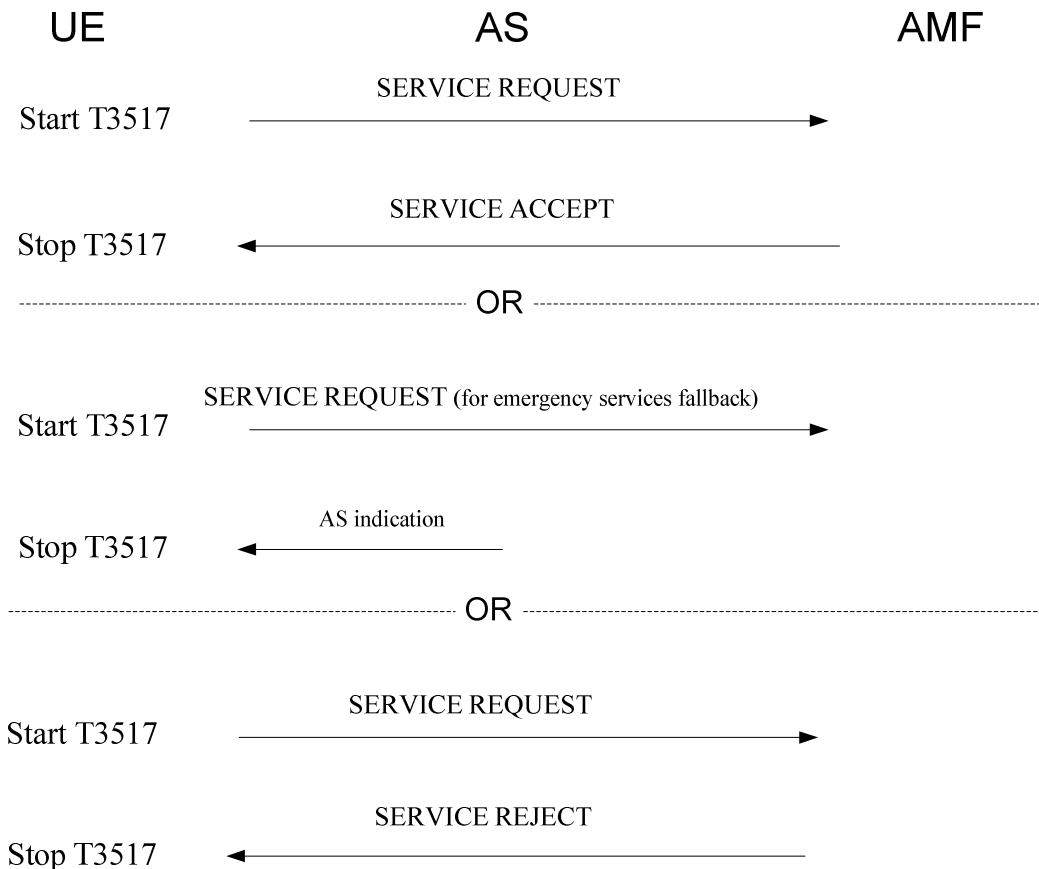 UE AS AMF
SERVICE REQUEST
Start T3517
SERVICE ACCEPT
Stop T3517
OR
SERVICE REQUEST (for emergency services fallback)
Start T3517
AS indication
Stop T3517
OR
SERVICE REQUEST
Start T3517
SERVICE REJECT
Stop T3517